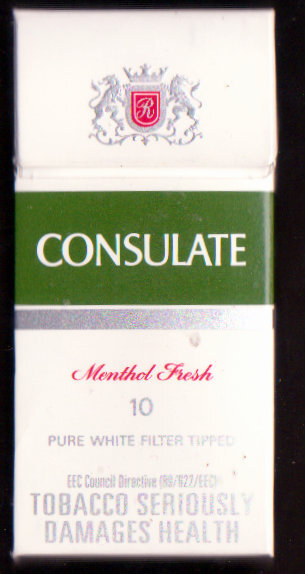 R
CONSULATE
Menthol Fresh
10
PURE WHITE FILTER TIPPED
EEC Council Directive (89/622/EEC)
TOBACCO SERIOUSLY
DAMAGES HEALTH